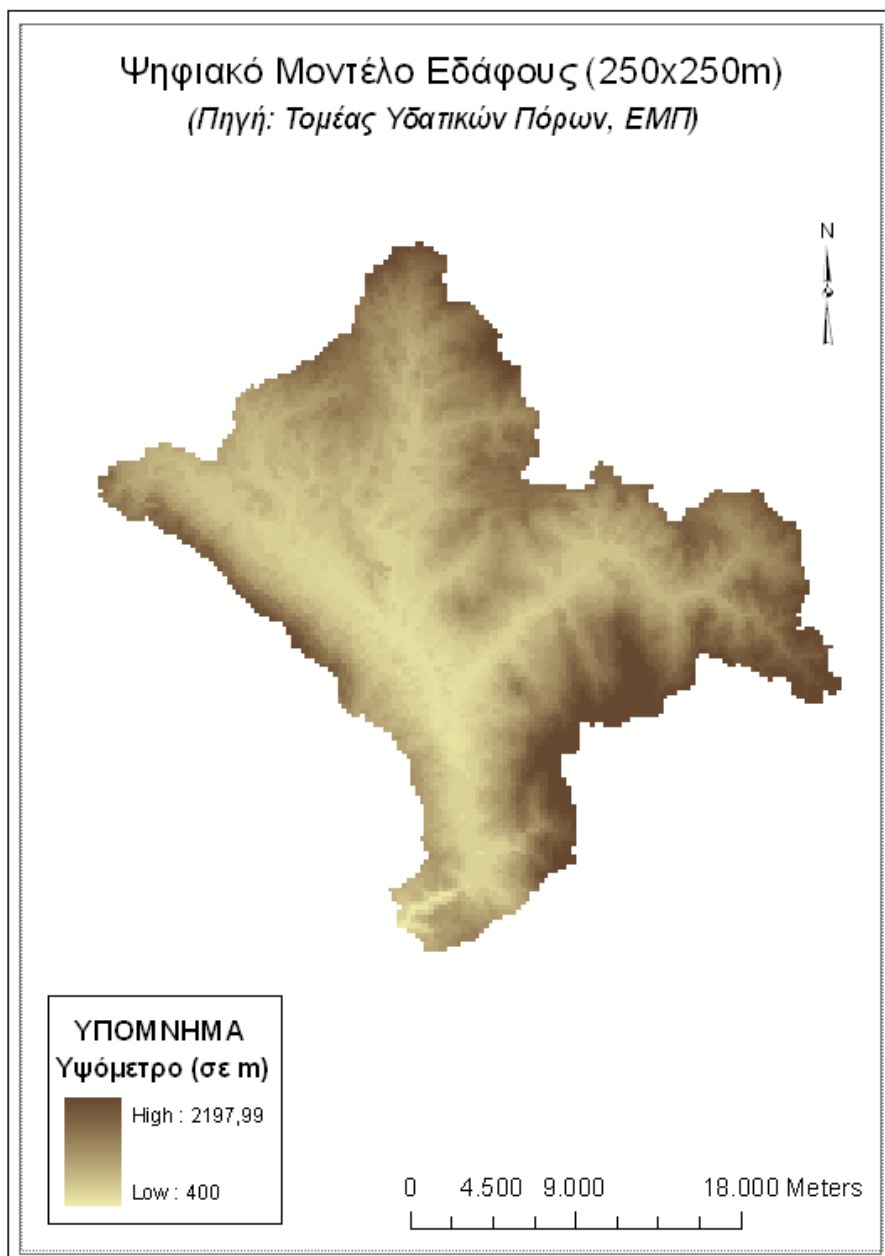 Ψηφιακό Μοντέλο Εδάφους (250x250m)
(Πηγή: Τομέας Υδατικών Πόρων, ΕΜΠ)
N
ΥΠΟΜΝΗΜΑ
Υψόμετρο (σε m)
High : 2197,99
Low : 400
0 4.500 9.000 18.000 Meters